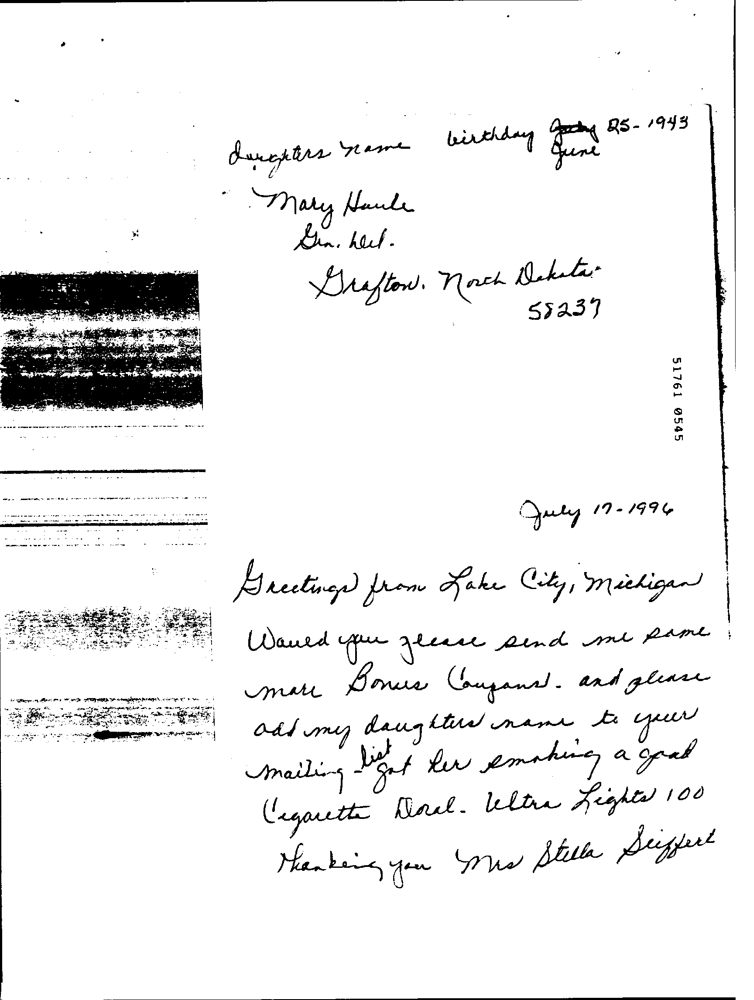 daughters name birthday June 25-1943
Mary Haule
Gen. Del.
Grafton. North Dakota.
58237
51761 0545
July 17-1996
Greetings from Lake City, Michigan
Would you please send me some
more Bonus Coupons. and please
add my daughters name to your
mailing list got her smoking a good
Cigarette Doral. Ultra Lights 100
thanking you Mrs Stella Seiffert